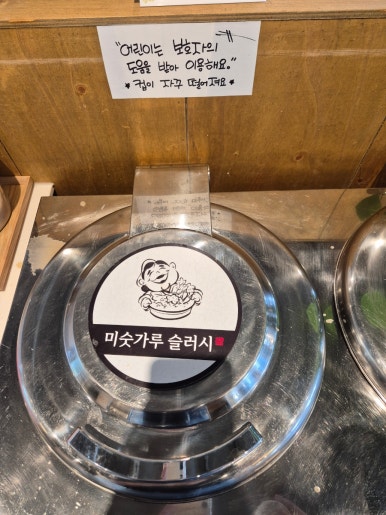 "어린이는 보호자의
도움을 받아 이용해요."
* 컵이 자꾸 떨어져요 *
미숫가루 슬러시